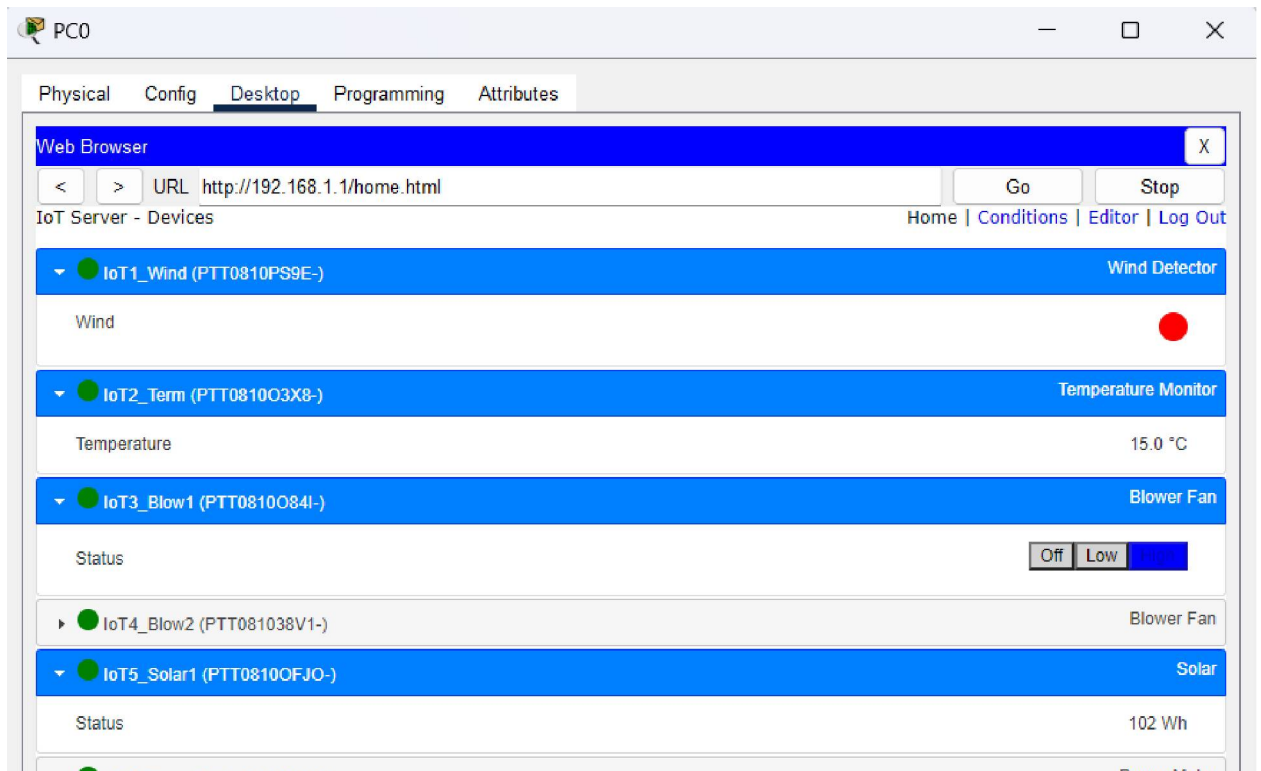 PC0
Physical Config Desktop Programming Attributes
Web Browser X
< > URL http://192.168.1.1/home.html Go Stop
IoT Server - Devices Home | Conditions | Editor | Log Out
IoT1_Wind (PTT0810PS9E-) Wind Detector
Wind
IoT2_Term (PTT0810O3X8-) Temperature Monitor
Temperature 15.0 °C
IoT3_Blow1 (PTT0810O84I-) Blower Fan
Status Off Low High
IoT4_Blow2 (PTT081038V1-) Blower Fan
IoT5_Solar1 (PTT0810OFJO-) Solar
Status 102 Wh